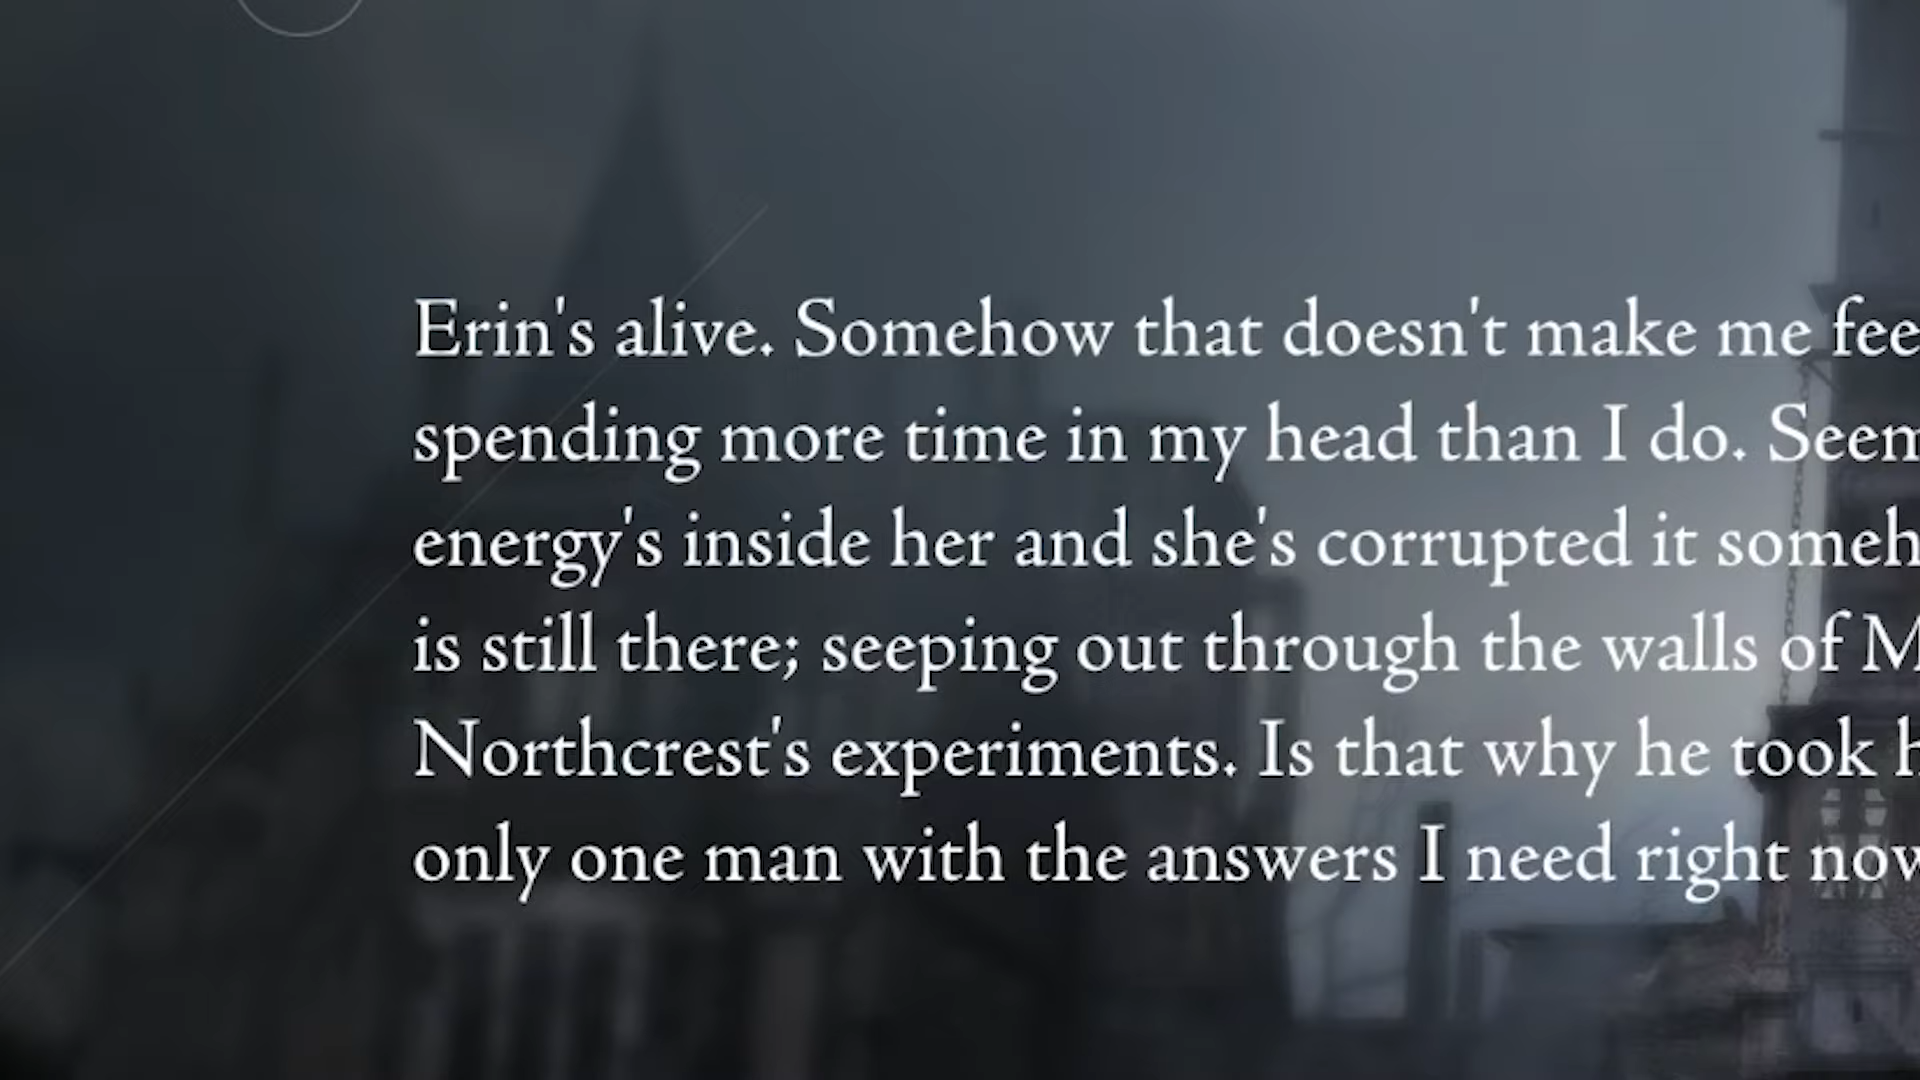 Erin's alive. Somehow that doesn't make me fee
spending more time in my head than I do. Seem
energy's inside her and she's corrupted it someh
is still there; seeping out through the walls of M
Northcrest's experiments. Is that why he took h
only one man with the answers I need right now